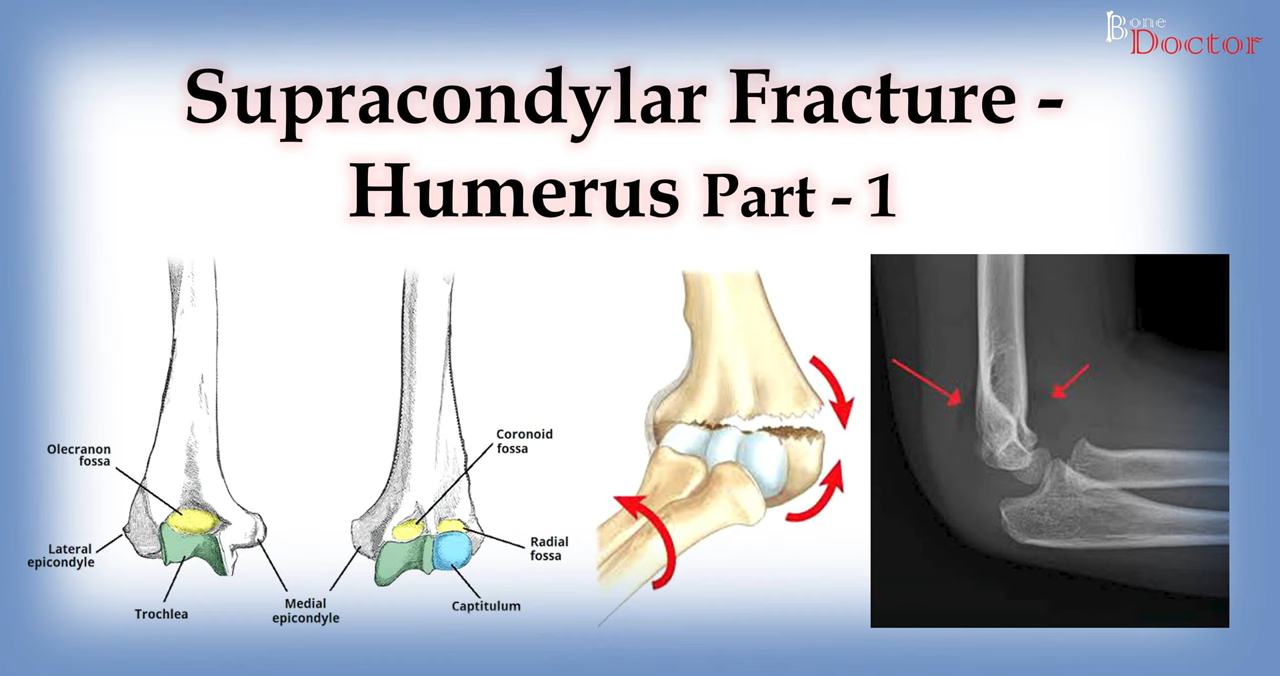 Bone
Doctor
Supracondylar Fracture -
Humerus Part - 1
Olecranon
fossa
Lateral
epicondyle
Trochlea
Medial
epicondyle
Coronoid
fossa
Radial
fossa
Captitulum